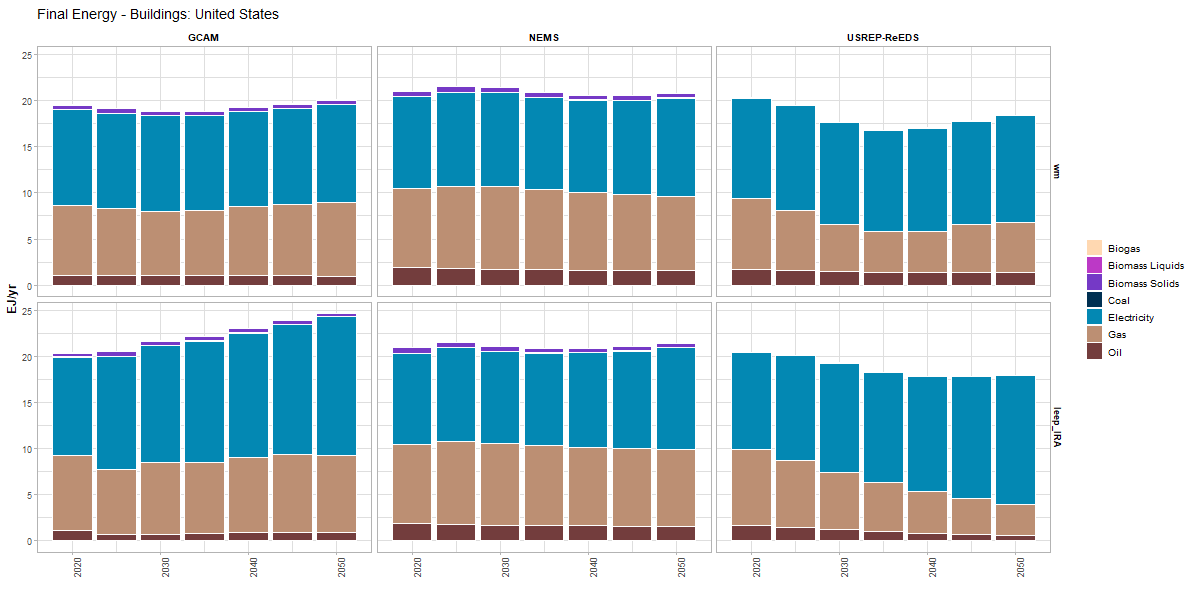 Final Energy - Buildings: United States
GCAM
NEMS
USREP-ReEDS
25
20
15
10
5
0
wm
25
20
15
10
5
0
leep_IRA
EJ/yr
2020
2030
2040
2050
2020
2030
2040
2050
2020
2030
2040
2050
Biogas
Biomass Liquids
Biomass Solids
Coal
Electricity
Gas
Oil